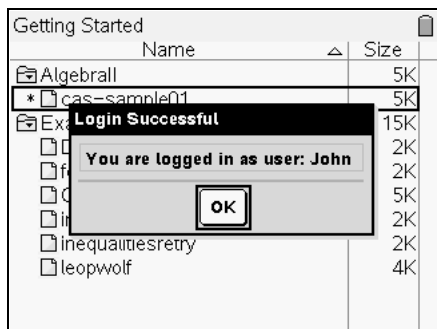 Getting Started
Name Size
AlgebraII 5K
* cas-sample01 5K
Login Successful
15K
You are logged in as user: John
2K
2K
OK
5K
2K
inequalitiesretry 2K
leopwolf 4K